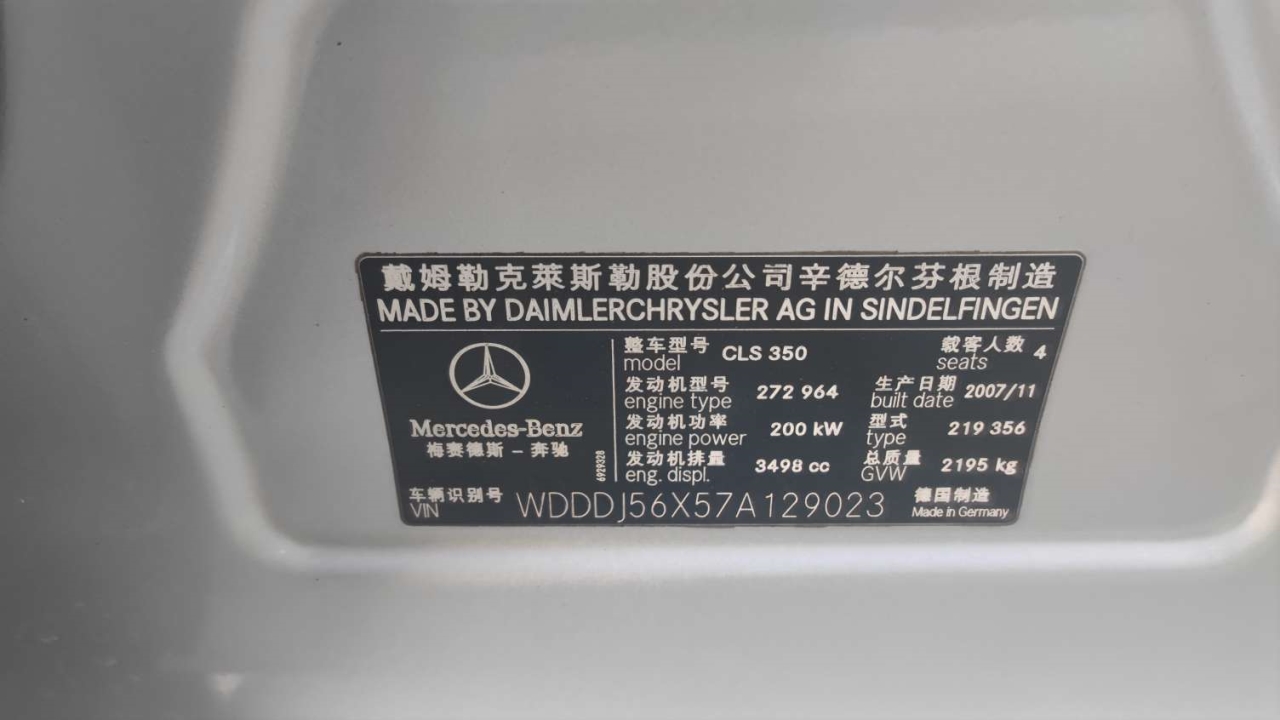 戴姆勒克莱斯勒股份公司辛德尔芬根制造
MADE BY DAIMLERCHRYSLER AG IN SINDELFINGEN
Mercedes-Benz
梅赛德斯 - 奔驰
6929328
整车型号 CLS 350 载客人数 4
model seats
发动机型号 272 964 生产日期 2007/11
engine type built date
发动机功率 200 kW 型式 219 356
engine power type
发动机排量 3498 cc 总质量 2195 kg
eng. displ. GVW
车辆识别号 WDDDJ56X57A129023 德国制造
VIN Made in Germany